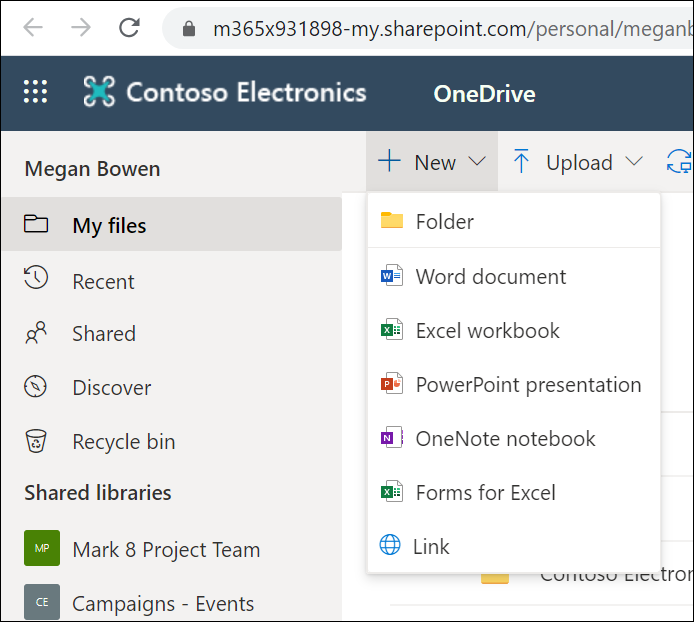 m365x931898-my.sharepoint.com/personal/meganb
Contoso Electronics OneDrive
Megan Bowen
My files
Recent
Shared
Discover
Recycle bin
Shared libraries
MP Mark 8 Project Team
CE Campaigns - Events
New Upload
Folder
Word document
Excel workbook
PowerPoint presentation
OneNote notebook
Forms for Excel
Link
Contoso Electron